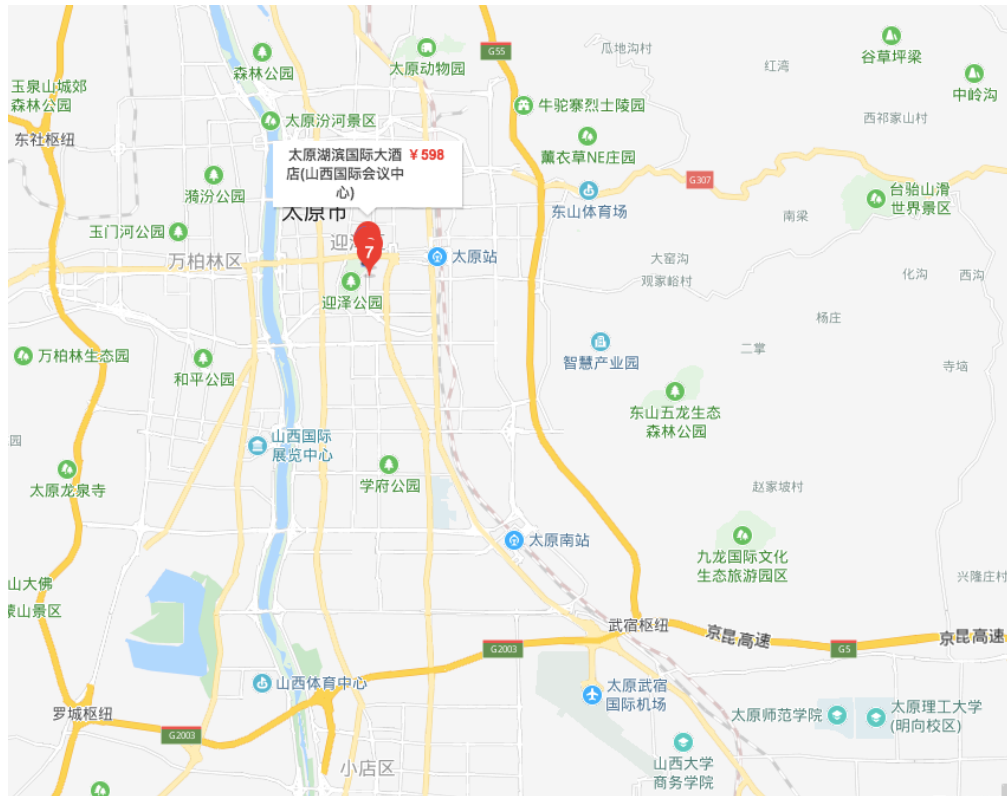 G55
瓜地沟村
谷草坪梁
红湾
森林公园
太原动物园
玉泉山城郊
森林公园
中岭沟
牛驼寨烈士陵园
太原汾河景区
西祁家山村
东社枢纽
薰衣草NE庄园
太原湖滨国际大酒 ￥598
店(山西国际会议中
心)
漪汾公园
G307
台骀山滑
世界景区
太原市
东山体育场
南梁
玉门河公园
迎泽
7
万柏林区
太原站
大窑沟
观家峪村
化沟
西沟
迎泽公园
杨庄
万柏林生态园
和平公园
智慧产业园
二掌
寺垴
东山五龙生态
森林公园
园
山西国际
展览中心
太原龙泉寺
学府公园
赵家坡村
太原南站
九龙国际文化
生态旅游园区
山大佛
蒙山景区
兴隆庄村
武宿枢纽
京昆高速
G5
京昆高速
G2003
山西体育中心
太原武宿
国际机场
罗城枢纽
G2003
太原师范学院
太原理工大学
(明向校区)
小店区
山西大学
商务学院